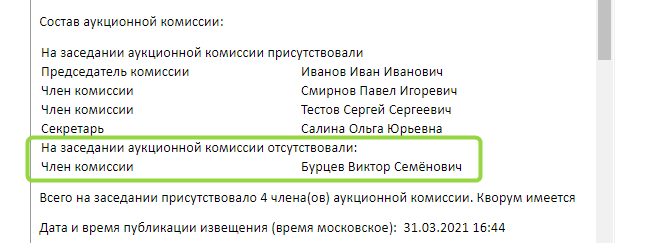 Состав аукционной комиссии:
На заседании аукционной комиссии присутствовали
Председатель комиссии Иванов Иван Иванович
Член комиссии Смирнов Павел Игоревич
Член комиссии Тестов Сергей Сергеевич
Секретарь Салина Ольга Юрьевна
На заседании аукционной комиссии отсутствовали:
Член комиссии Бурцев Виктор Семёнович
Всего на заседании присутствовало 4 члена(ов) аукционной комиссии. Кворум имеется
Дата и время публикации извещения (время московское): 31.03.2021 16:44